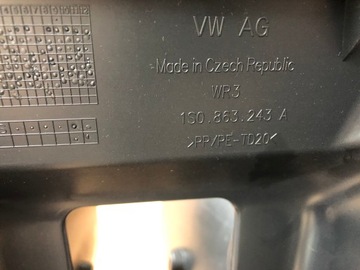 VW AG
Made in Czech Republic
WR3
1S0.863.243 A
>PP/PE-TD20<